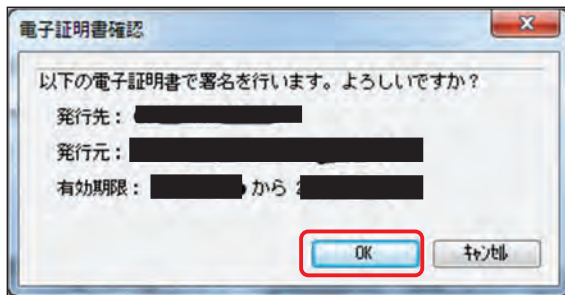 電子証明書確認
以下の電子証明書で署名を行います。よろしいですか？
発行先：
発行元：
有効期限： から
OK キャンセル